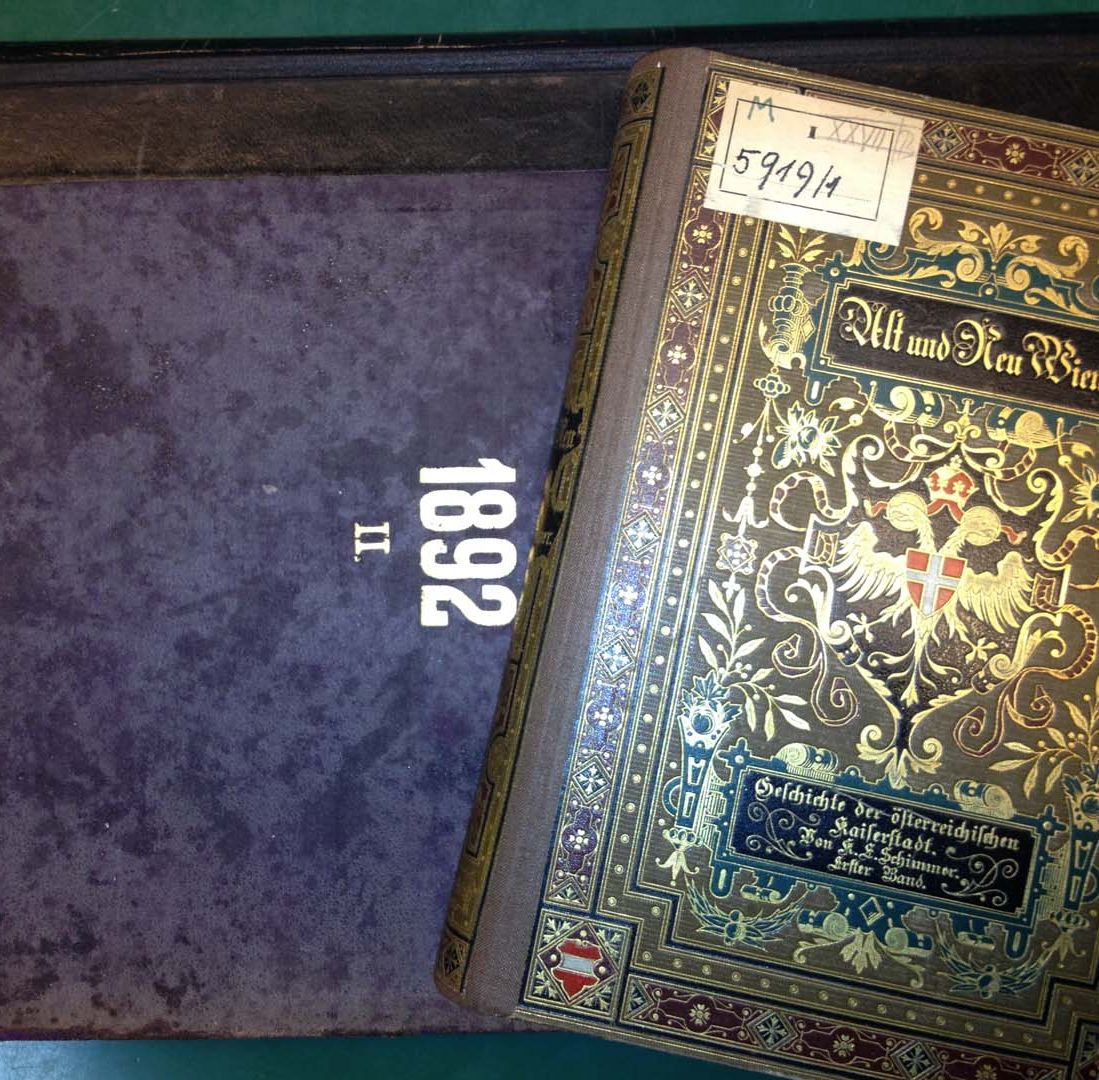 M
I XXVII
5919/1
Alt und Neu Wien
Geschichte der österreichischen
Kaiserstadt.
Von K. E. Schimmer.
Erster Band.
1892
II.